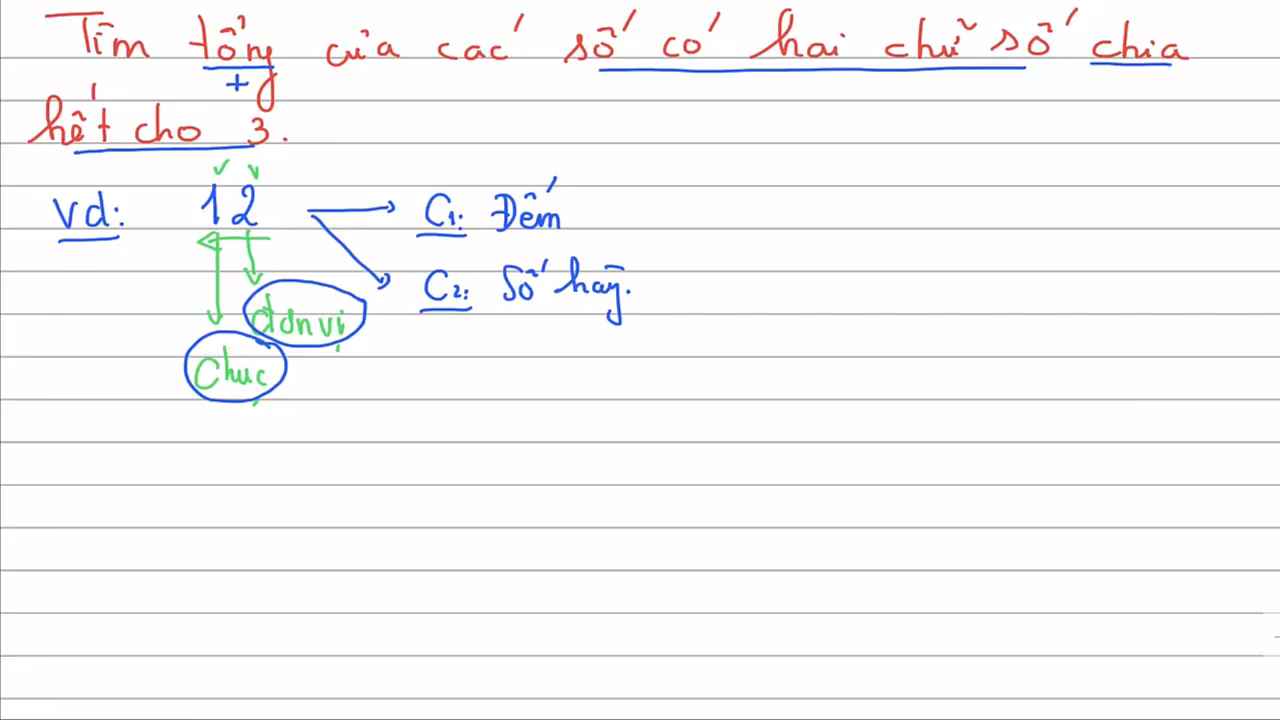 Tìm tổng của các số có hai chữ số chia
+
hết cho 3.
vd: 12
C1: Đếm
C2: Số hạng.
đơn vị
chục